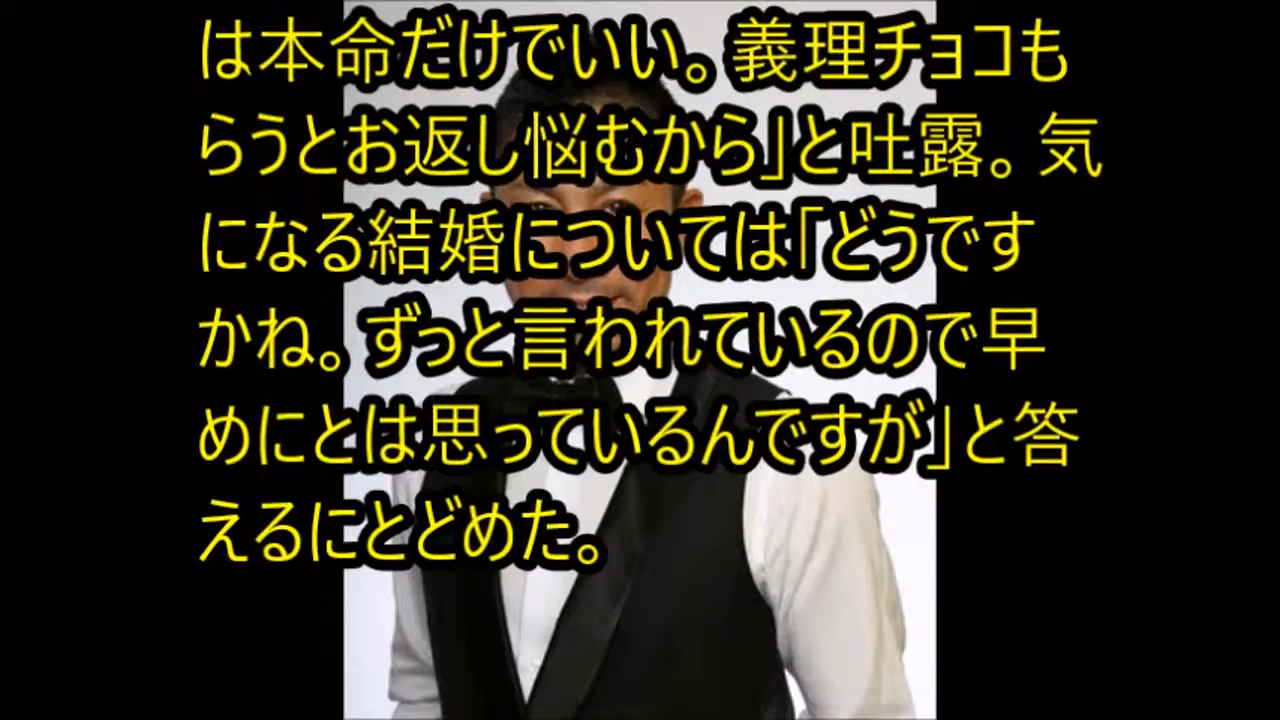 は本命だけでいい。義理チョコも
らうとお返し悩むから」と吐露。気
になる結婚については「どうです
かね。ずっと言われているので早
めにとは思っているんですが」と答
えるにとどめた。